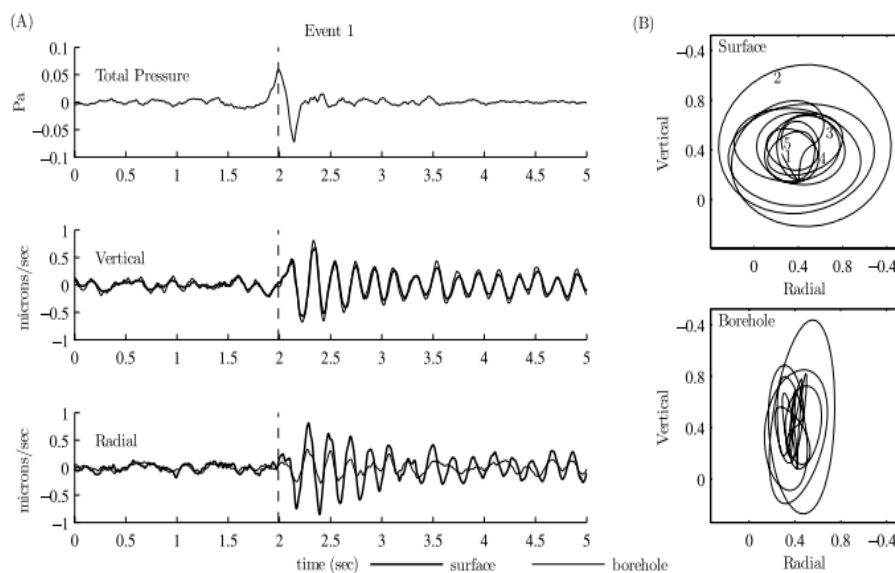 (A)
Event 1
Total Pressure
Pa
0.1
0.05
0
−0.05
−0.1
0 0.5 1 1.5 2 2.5 3 3.5 4 4.5 5
Vertical
microns/sec
1
0.5
0
−0.5
−1
0 0.5 1 1.5 2 2.5 3 3.5 4 4.5 5
Radial
microns/sec
1
0.5
0
−0.5
−1
0 0.5 1 1.5 2 2.5 3 3.5 4 4.5 5
time (sec) surface borehole
(B)
Surface
Vertical
−0.4
0.8
0.4
0
2
3
5
1
4
0 0.4 0.8 −0.4
Radial
Borehole
Vertical
−0.4
0.8
0.4
0
0 0.4 0.8 −0.4
Radial